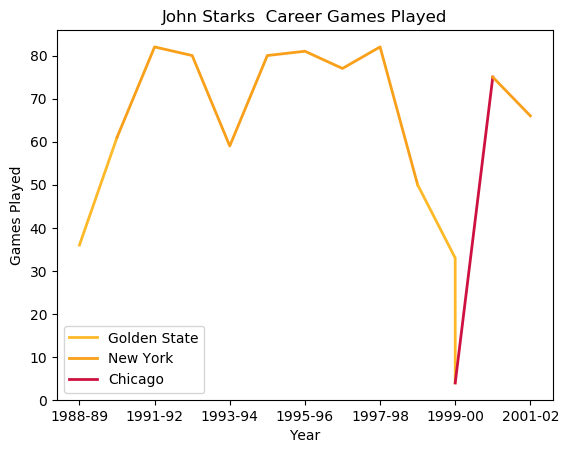 John Starks  Career Games Played
Games Played
80
70
60
50
40
30
20
10
0
Golden State
New York
Chicago
1988-89 1991-92 1993-94 1995-96 1997-98 1999-00 2001-02
Year